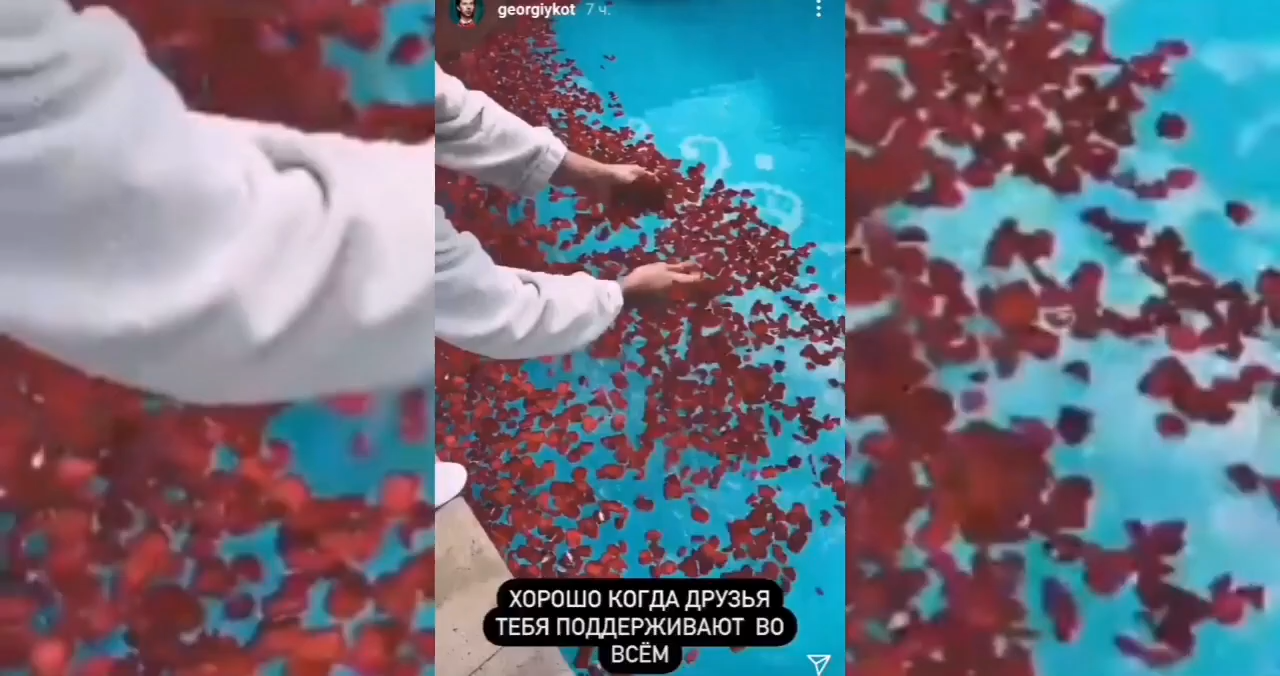 georgiykot 7 ч.
ХОРОШО КОГДА ДРУЗЬЯ
ТЕБЯ ПОДДЕРЖИВАЮТ ВО
ВСЁМ